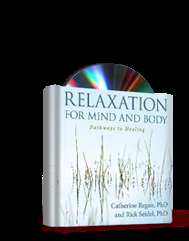 RELAXATION
FOR MIND AND BODY
Pathways to Healing
Catherine Regan, PhD
and Rick Seidel, PhD